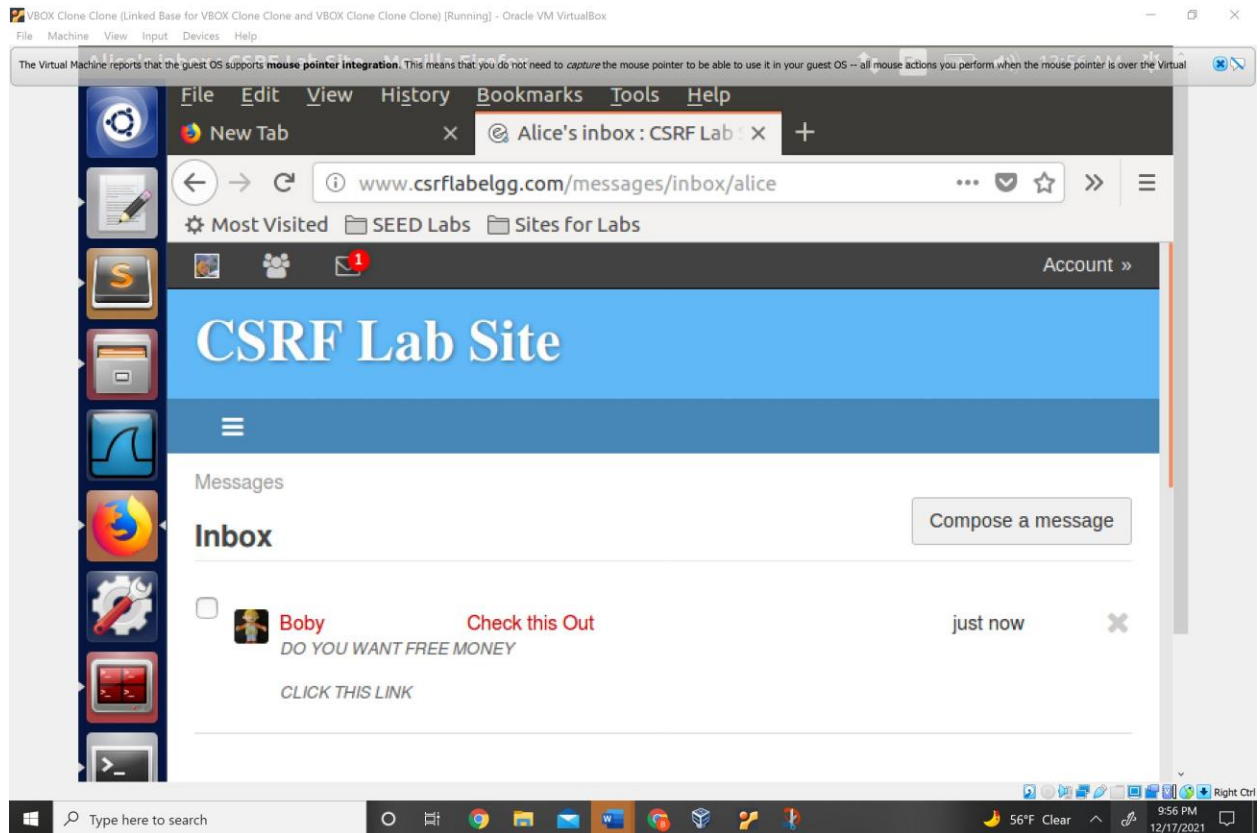 VBOX Clone Clone (Linked Base for VBOX Clone Clone and VBOX Clone Clone Clone) [Running] - Oracle VM VirtualBox
File Machine View Input Devices Help
The Virtual Machine reports that the guest OS supports mouse pointer integration. This means that you do not need to capture the mouse pointer to be able to use it in your guest OS -- all mouse actions you perform when the mouse pointer is over the Virtual
File Edit View History Bookmarks Tools Help
New Tab Alice's inbox : CSRF Lab
www.csrflabelgg.com/messages/inbox/alice
Most Visited SEED Labs Sites for Labs
1 Account »
CSRF Lab Site
Messages
Compose a message
Inbox
Boby Check this Out just now
DO YOU WANT FREE MONEY
CLICK THIS LINK
Right Ctrl
Type here to search 56°F Clear 9:56 PM
12/17/2021